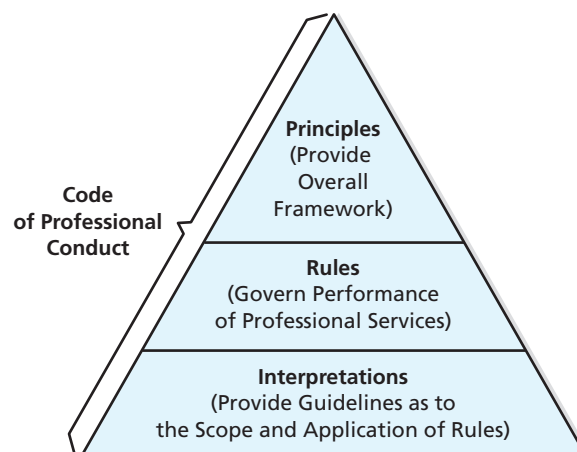 Principles
(Provide
Overall
Framework)
Code
of Professional
Conduct
Rules
(Govern Performance
of Professional Services)
Interpretations
(Provide Guidelines as to
the Scope and Application of Rules)